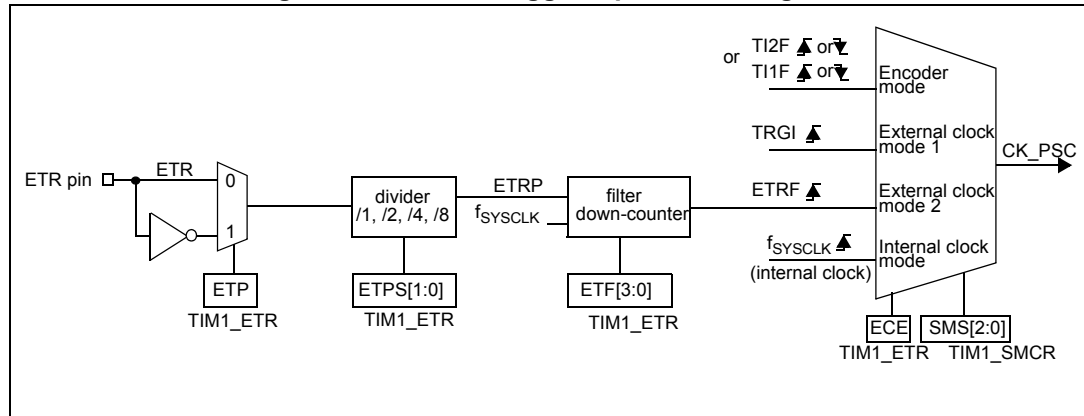 TI2F or
or
TI1F or
Encoder
mode
TRGI
External clock
mode 1
CK_PSC
ETR pin
ETR
0
1
divider
/1, /2, /4, /8
ETRP
fSYSCLK
filter
down-counter
ETRF
External clock
mode 2
fSYSCLK
(internal clock)
Internal clock
mode
ETP
TIM1_ETR
ETPS[1:0]
TIM1_ETR
ETF[3:0]
TIM1_ETR
ECE
TIM1_ETR
SMS[2:0]
TIM1_SMCR